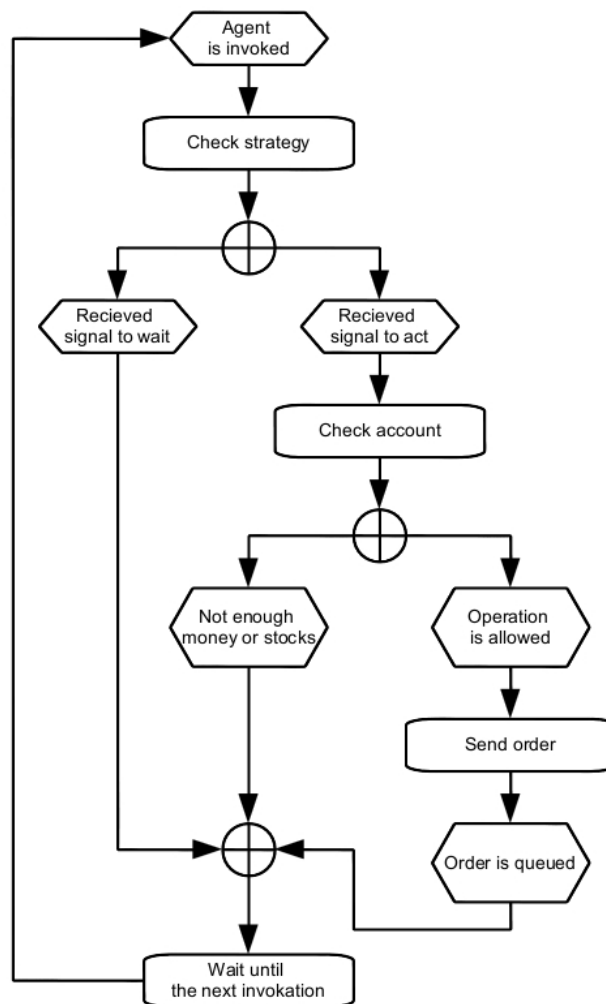 Agent
is invoked
Check strategy
Recieved
signal to wait
Recieved
signal to act
Check account
Not enough
money or stocks
Operation
is allowed
Send order
Order is queued
Wait until
the next invokation